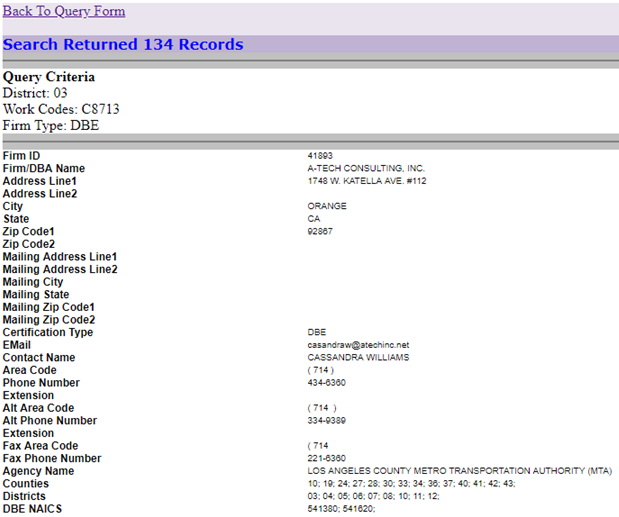 Back To Query Form
Search Returned 134 Records
Query Criteria
District: 03
Work Codes: C8713
Firm Type: DBE
Firm ID 41893
Firm/DBA Name A-TECH CONSULTING, INC.
Address Line1 1748 W. KATELLA AVE. #112
Address Line2
City ORANGE
State CA
Zip Code1 92867
Zip Code2
Mailing Address Line1
Mailing Address Line2
Mailing City
Mailing State
Mailing Zip Code1
Mailing Zip Code2
Certification Type DBE
EMail casandraw@atechinc.net
Contact Name CASSANDRA WILLIAMS
Area Code ( 714 )
Phone Number 434-6360
Extension
Alt Area Code ( 714 )
Alt Phone Number 334-9389
Extension
Fax Area Code ( 714
Fax Phone Number 221-6360
Agency Name LOS ANGELES COUNTY METRO TRANSPORTATION AUTHORITY (MTA)
Counties 10; 19; 24; 27; 28; 30; 33; 34; 36; 37; 40; 41; 42; 43;
Districts 03; 04; 05; 06; 07; 08; 10; 11; 12;
DBE NAICS 541380; 541620;